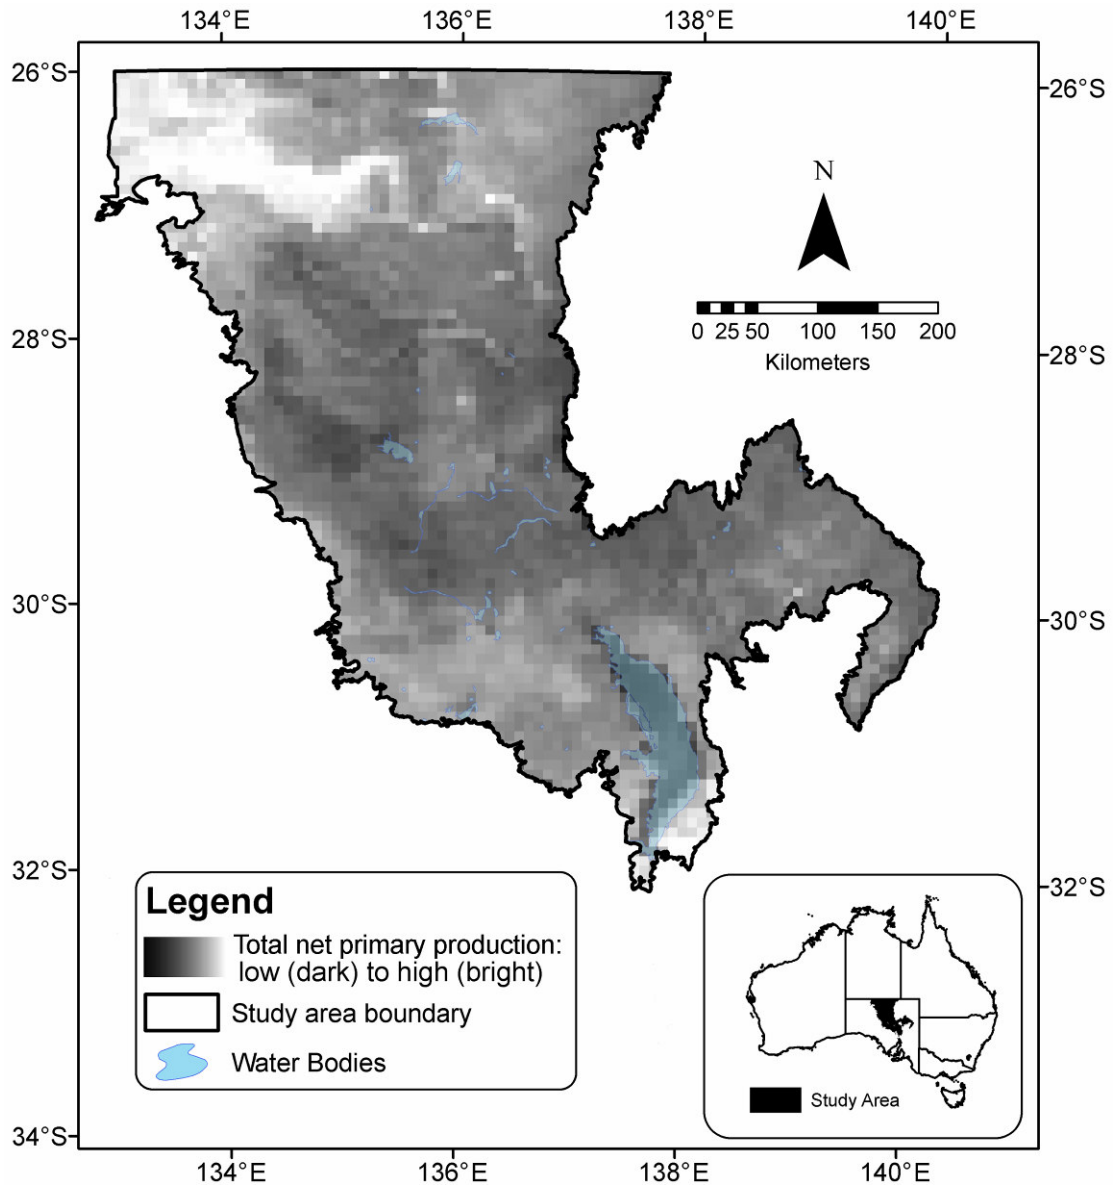 134°E 136°E 138°E 140°E
26°S 26°S
N
0 25 50 100 150 200
Kilometers
28°S 28°S
30°S 30°S
32°S 32°S
Legend
Total net primary production:
low (dark) to high (bright)
Study area boundary
Water Bodies
Study Area
34°S
134°E 136°E 138°E 140°E